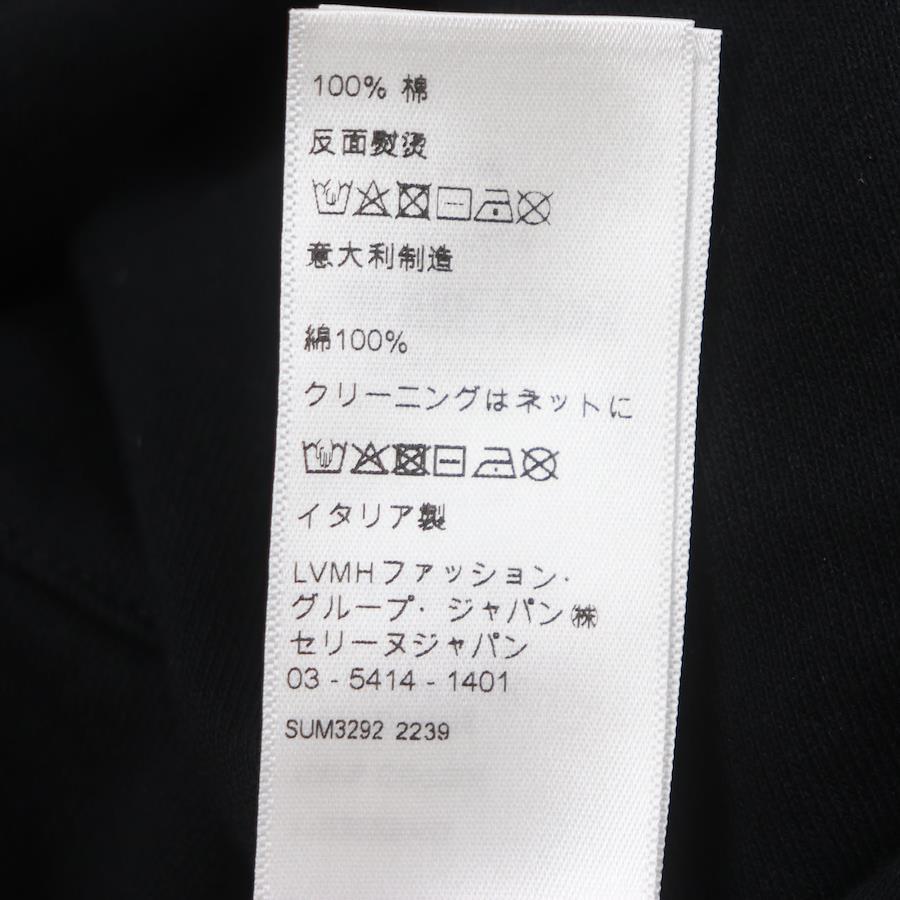 100% 棉
反面熨烫
意大利制造
綿100%
クリーニングはネットに
イタリア製
LVMHファッション・
グループ・ジャパン㈱
セリーヌジャパン
03 - 5414 - 1401
SUM3292 2239